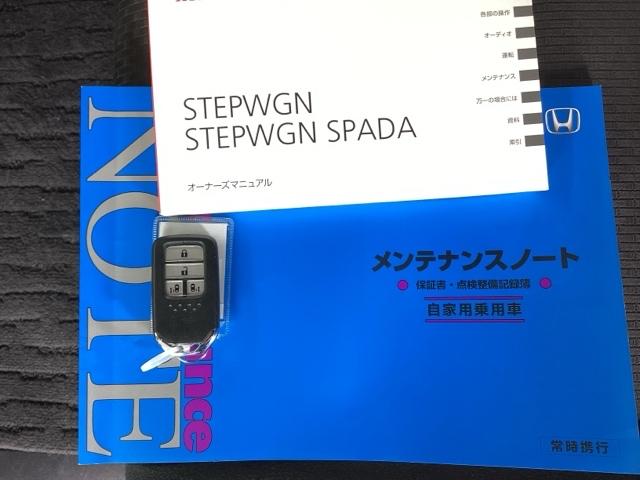 各部の操作
オーディオ
運転
メンテナンス
万一の場合には
資料
索引
STEPWGN
STEPWGN SPADA
オーナーズマニュアル
NOTE
nce
メンテナンスノート
保証書・点検整備記録簿
自家用乗用車
常時携行